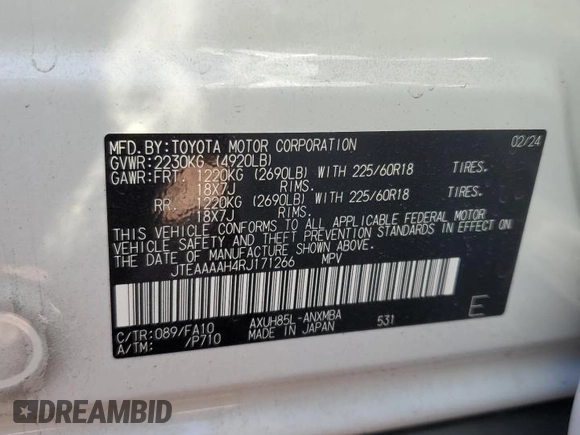 MFD.BY:TOYOTA MOTOR CORPORATION 02/24
GVWR:2230KG (4920LB)
GAWR:FRT. 1220KG (2690LB) WITH 225/60R18 TIRES.
18X7J RIMS.
RR. 1220KG (2690LB) WITH 225/60R18 TIRES.
18X7J RIMS.
THIS VEHICLE CONFORMS TO ALL APPLICABLE FEDERAL MOTOR
VEHICLE SAFETY AND THEFT PREVENTION STANDARDS IN EFFECT ON
THE DATE OF MANUFACTURE SHOWN ABOVE.
JTEAAAAH4RJ171266 MPV
C/TR:089/FA10 AXUH85L-ANXMBA 531 E
A/TM: /P710 MADE IN JAPAN
DREAMBID